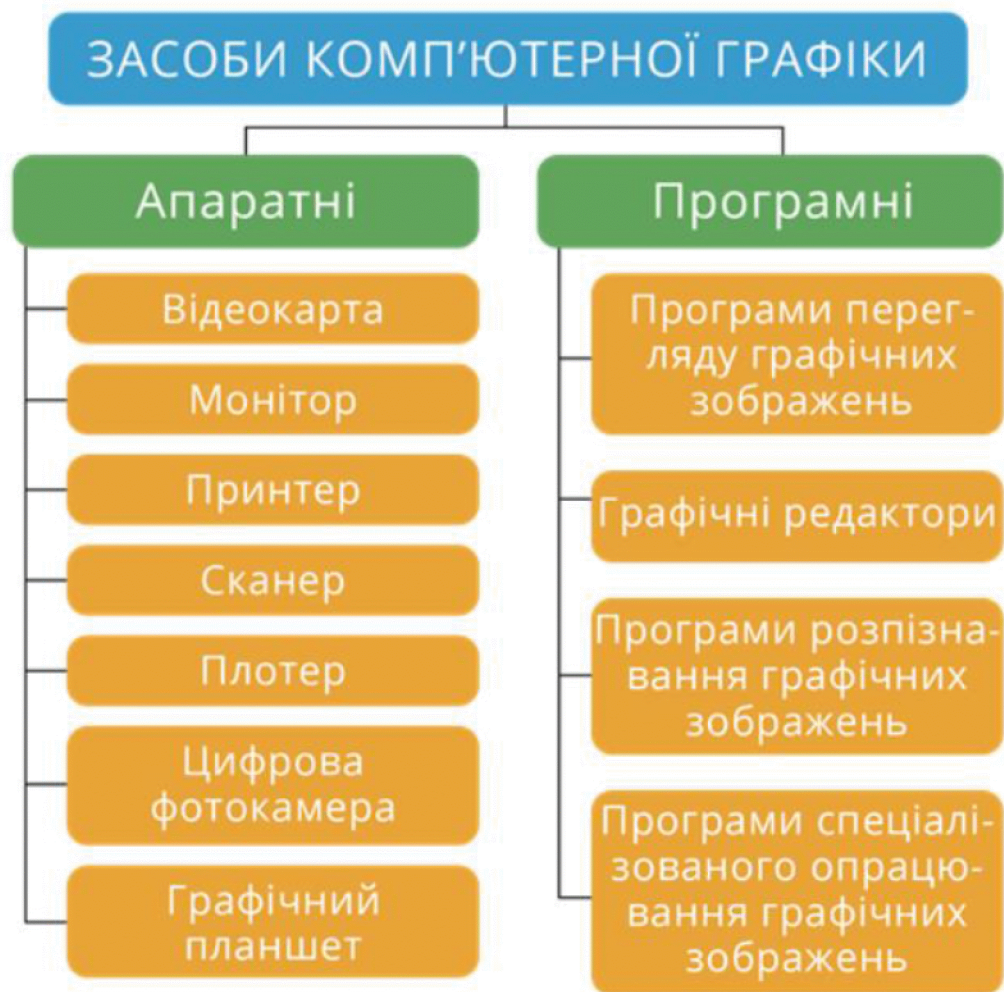 ЗАСОБИ КОМП’ЮТЕРНОЇ ГРАФІКИ
Апаратні
Відеокарта
Монітор
Принтер
Сканер
Плотер
Цифрова
фотокамера
Графічний
планшет
Програмні
Програми перег-
ляду графічних
зображень
Графічні редактори
Програми розпізна-
вання графічних
зображень
Програми спеціалі-
зованого опрацю-
вання графічних
зображень